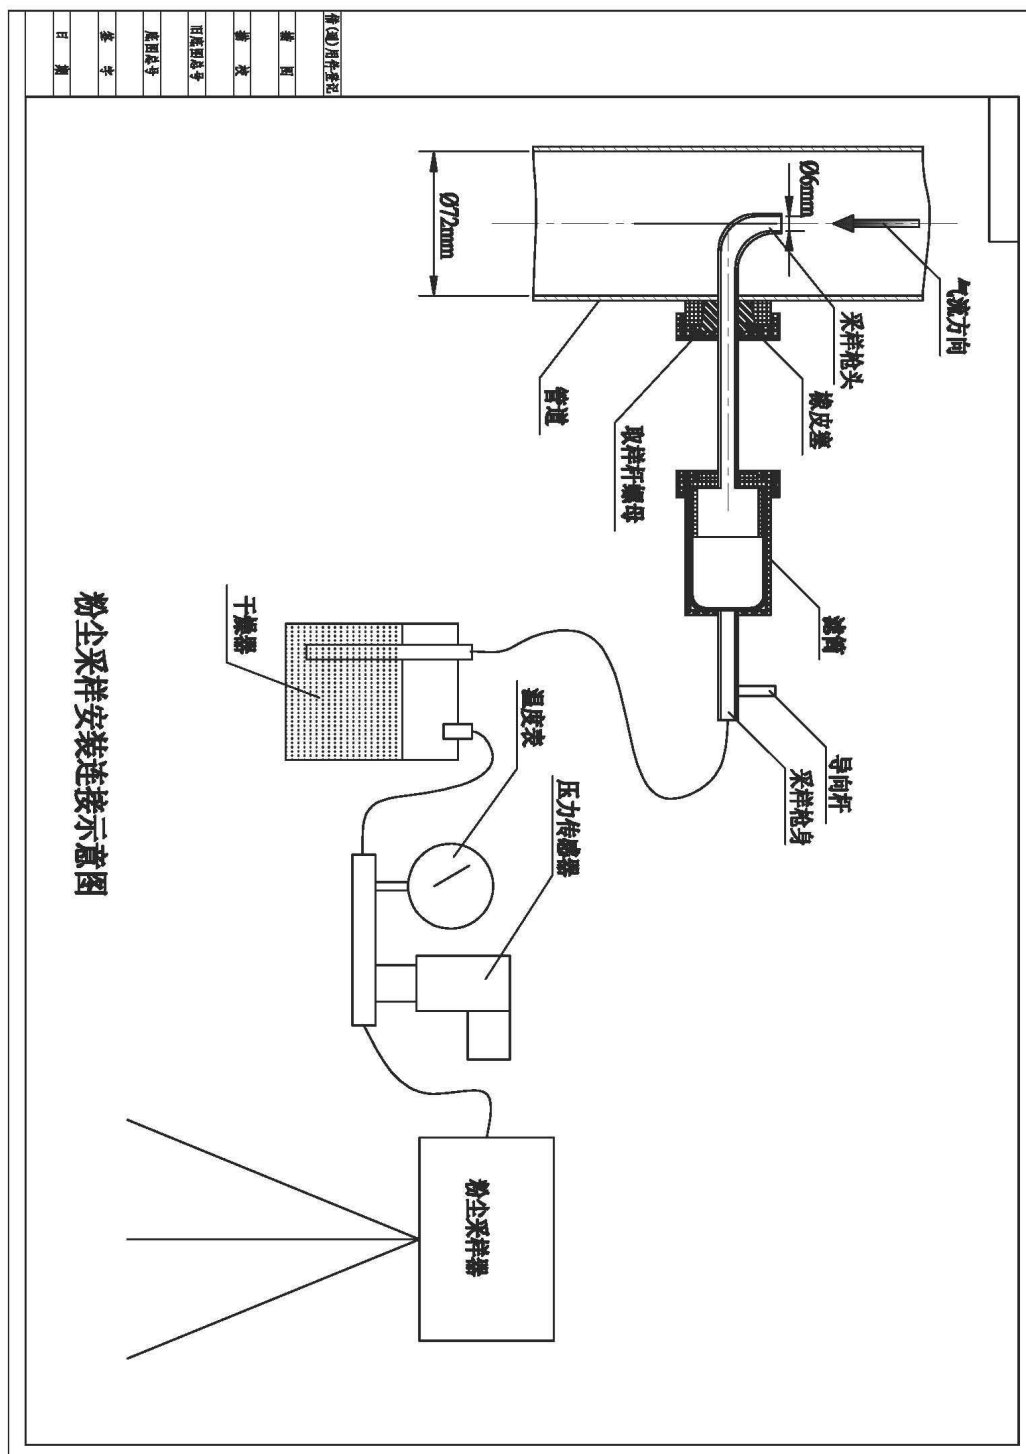 借(通)用件登记
描 图
描 校
旧底图总号
底图总号
签 字
日 期
气流方向
Ø6mm
采样枪头
橡皮塞
Ø72mm
管道
取样杆螺母
滤筒
导向杆
采样枪身
干燥器
温度表
压力传感器
粉尘采样器
粉尘采样安装连接示意图